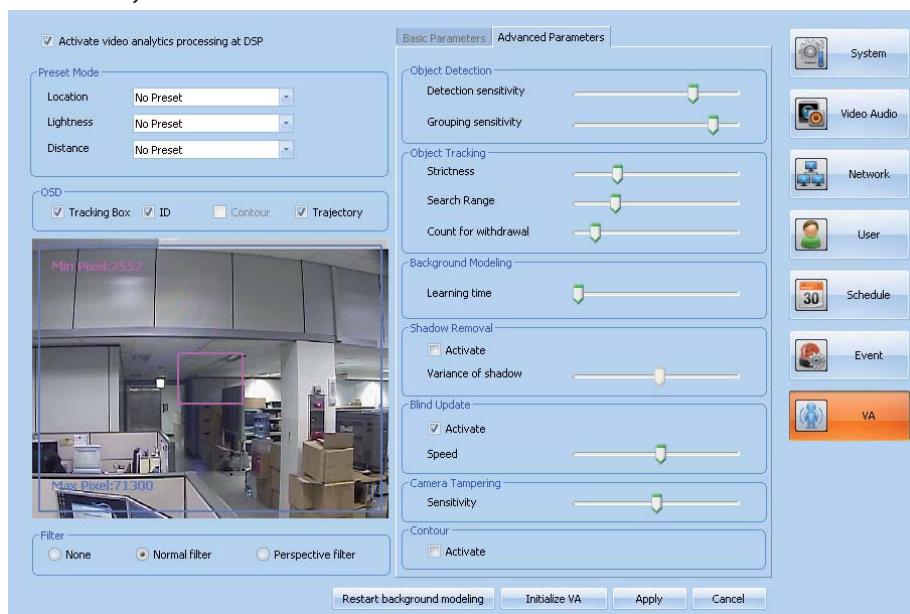 Activate video analytics processing at DSP
Preset Mode
Location No Preset
Lightness No Preset
Distance No Preset
OSD
Tracking Box ID Contour Trajectory
Min Pixel:2552
Max Pixel:71300
Filter
None Normal filter Perspective filter
Basic Parameters Advanced Parameters
Object Detection
Detection sensitivity
Grouping sensitivity
Object Tracking
Strictness
Search Range
Count for withdrawal
Background Modeling
Learning time
Shadow Removal
Activate
Variance of shadow
Blind Update
Activate
Speed
Camera Tampering
Sensitivity
Contour
Activate
Restart background modeling Initialize VA Apply Cancel
System
Video Audio
Network
User
30 Schedule
Event
VA